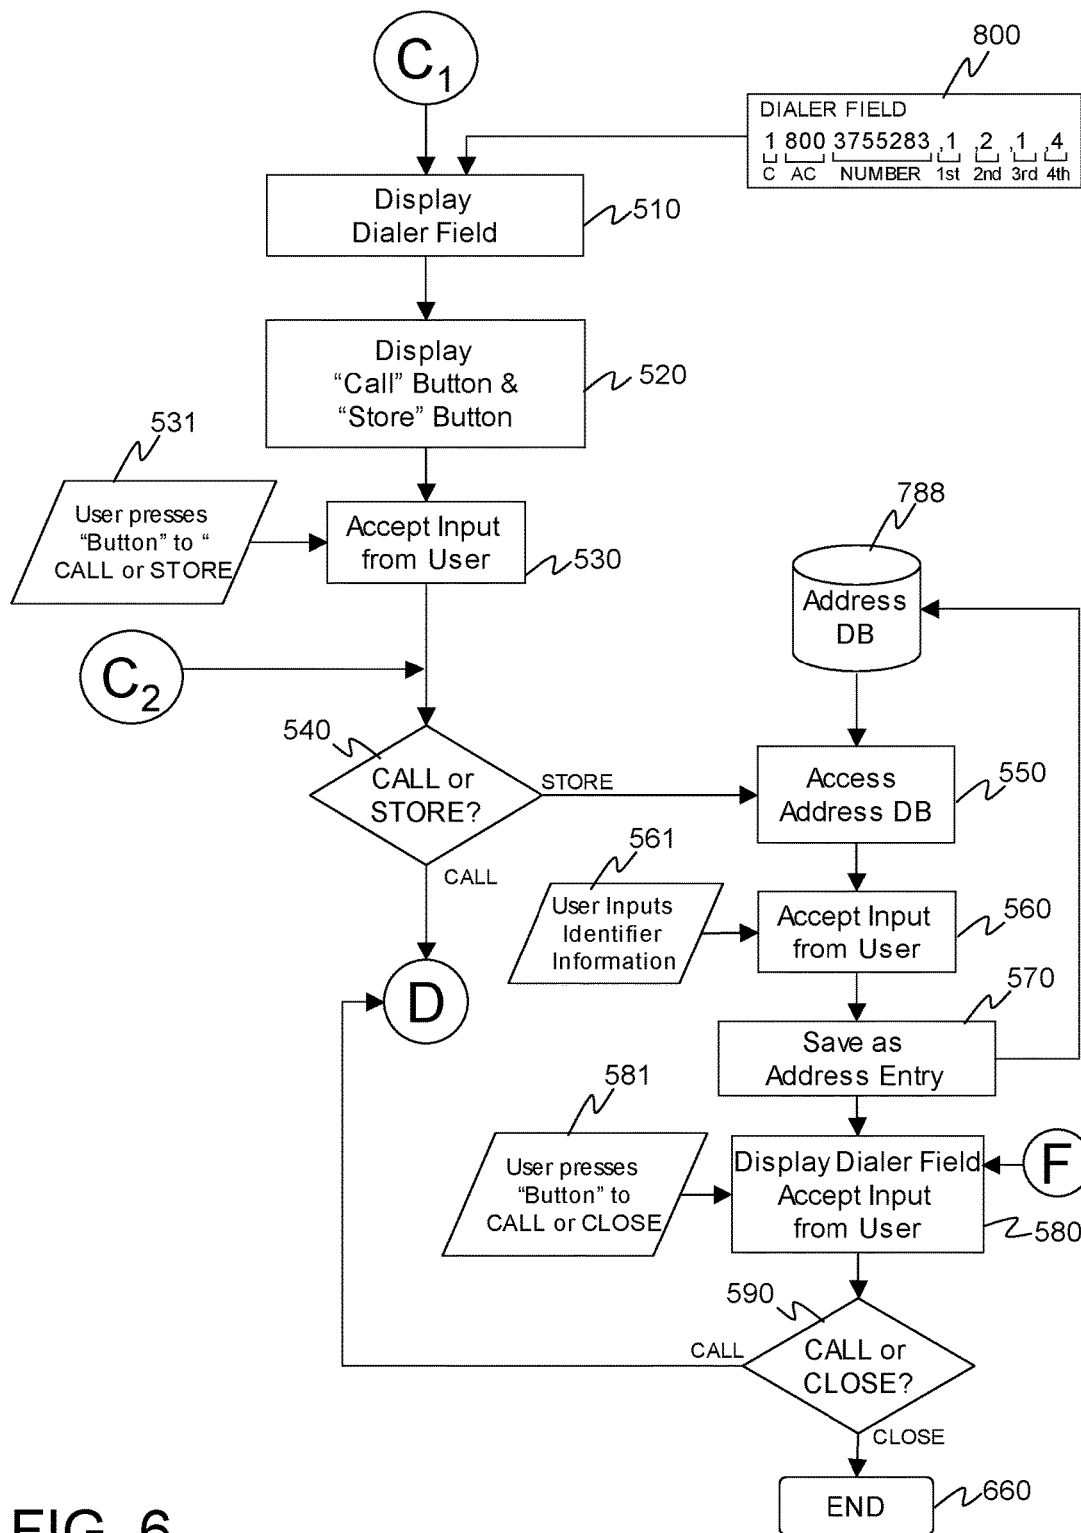 C1
800
DIALER FIELD
1 800 3755283 ,1 ,2 ,1 ,4
C AC NUMBER 1st 2nd 3rd 4th
Display
Dialer Field
510
Display
“Call” Button &
“Store” Button
520
531
User presses
“Button” to “
CALL or STORE
Accept Input
from User
530
788
Address
DB
C2
540
CALL or
STORE?
STORE
CALL
Access
Address DB
550
561
User Inputs
Identifier
Information
Accept Input
from User
560
D
570
Save as
Address Entry
581
User presses
“Button” to
CALL or CLOSE
Display Dialer Field
Accept Input
from User
F
580
590
CALL
CALL or
CLOSE?
CLOSE
END
660
FIG. 6